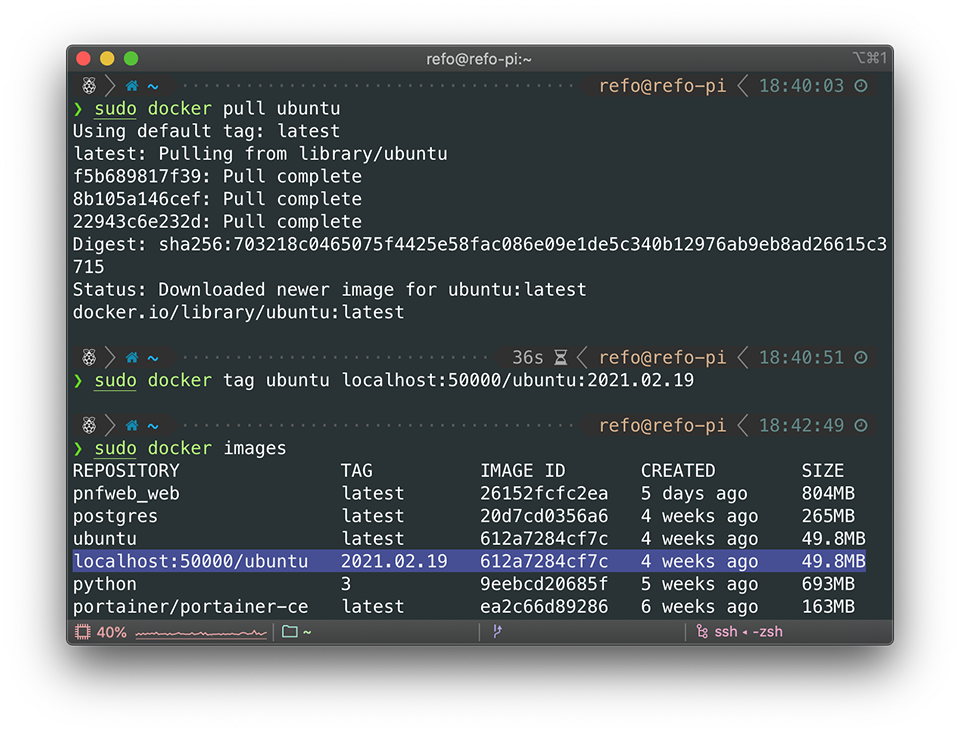 refo@refo-pi:~ ⌥⌘1
~ refo@refo-pi 18:40:03
❯ sudo docker pull ubuntu
Using default tag: latest
latest: Pulling from library/ubuntu
f5b689817f39: Pull complete
8b105a146cef: Pull complete
22943c6e232d: Pull complete
Digest: sha256:703218c0465075f4425e58fac086e09e1de5c340b12976ab9eb8ad26615c3
715
Status: Downloaded newer image for ubuntu:latest
docker.io/library/ubuntu:latest
~ 36s refo@refo-pi 18:40:51
❯ sudo docker tag ubuntu localhost:50000/ubuntu:2021.02.19
~ refo@refo-pi 18:42:49
❯ sudo docker images
REPOSITORY TAG IMAGE ID CREATED SIZE
pnfweb_web latest 26152fcfc2ea 5 days ago 804MB
postgres latest 20d7cd0356a6 4 weeks ago 265MB
ubuntu latest 612a7284cf7c 4 weeks ago 49.8MB
localhost:50000/ubuntu 2021.02.19 612a7284cf7c 4 weeks ago 49.8MB
python 3 9eebcd20685f 5 weeks ago 693MB
portainer/portainer-ce latest ea2c66d89286 6 weeks ago 163MB
40% ~ ssh ◂ -zsh